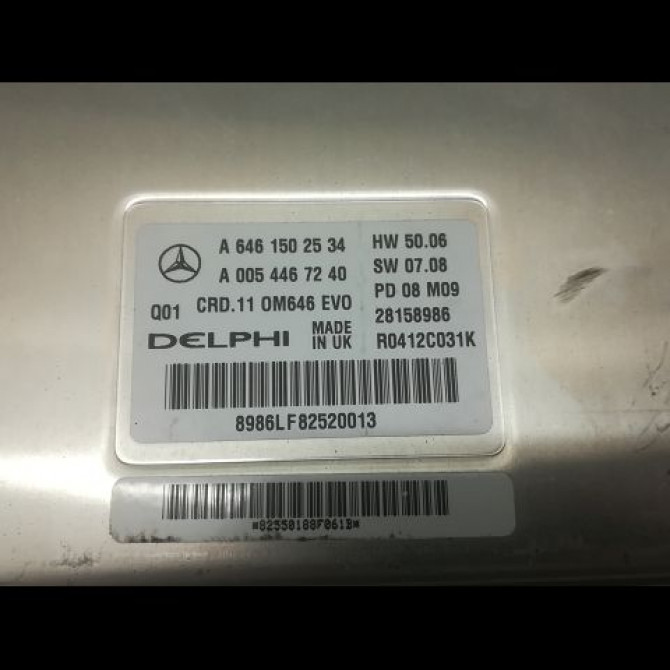 A 646 150 25 34 HW 50.06
A 005 446 72 40 SW 07.08
Q01 CRD.11 OM646 EVO PD 08 M09
28158986
DELPHI MADE IN UK R0412C031K
8986LF82520013
*82550188F061B*